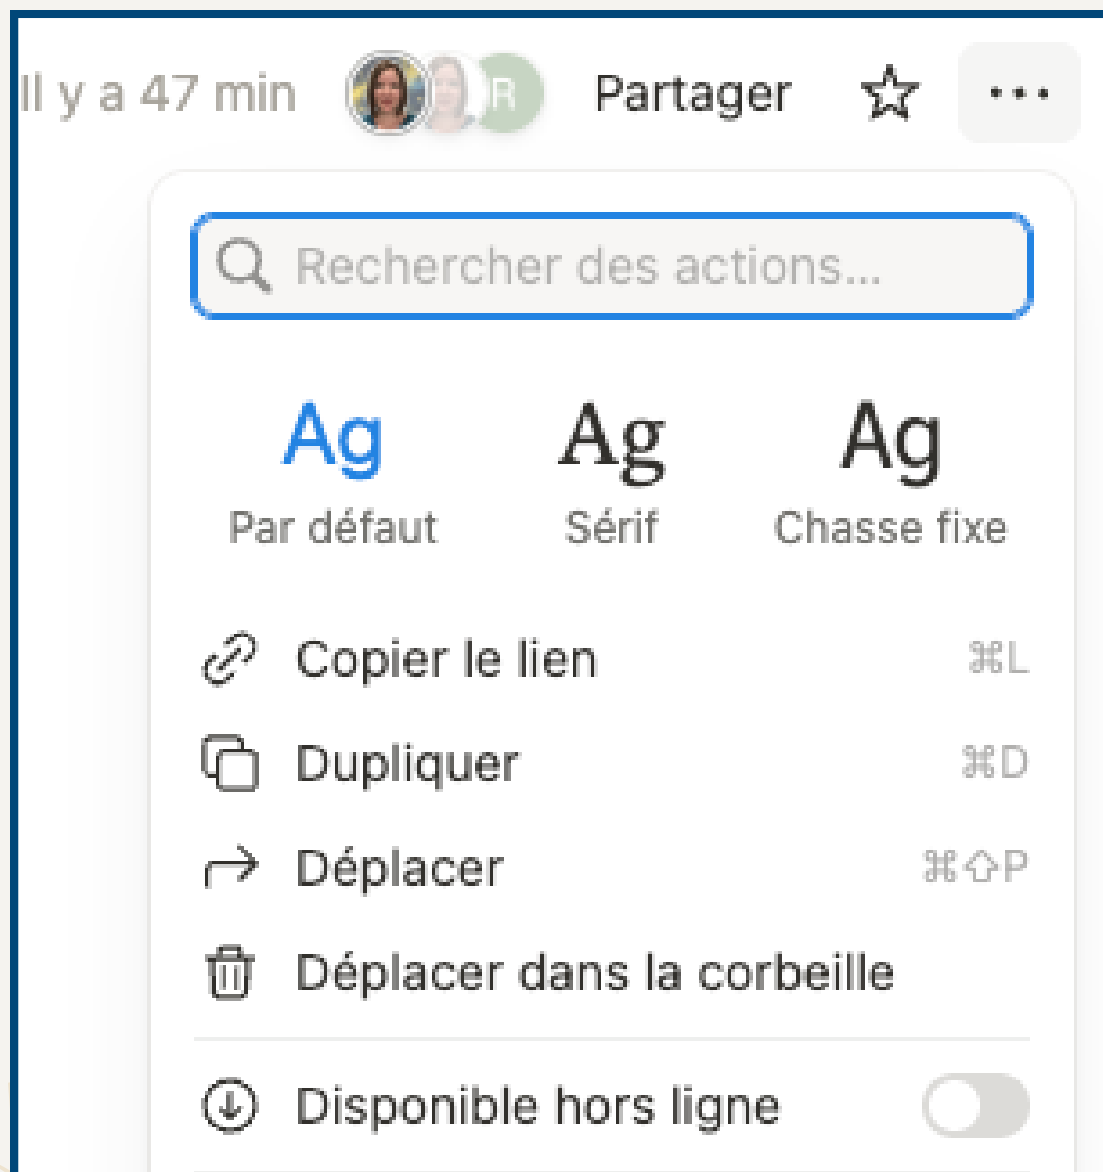 Il y a 47 min R Partager ...
Rechercher des actions...
Ag Ag Ag
Par défaut Sérif Chasse fixe
Copier le lien ⌘L
Dupliquer ⌘D
Déplacer ⌘⇧P
Déplacer dans la corbeille
Disponible hors ligne